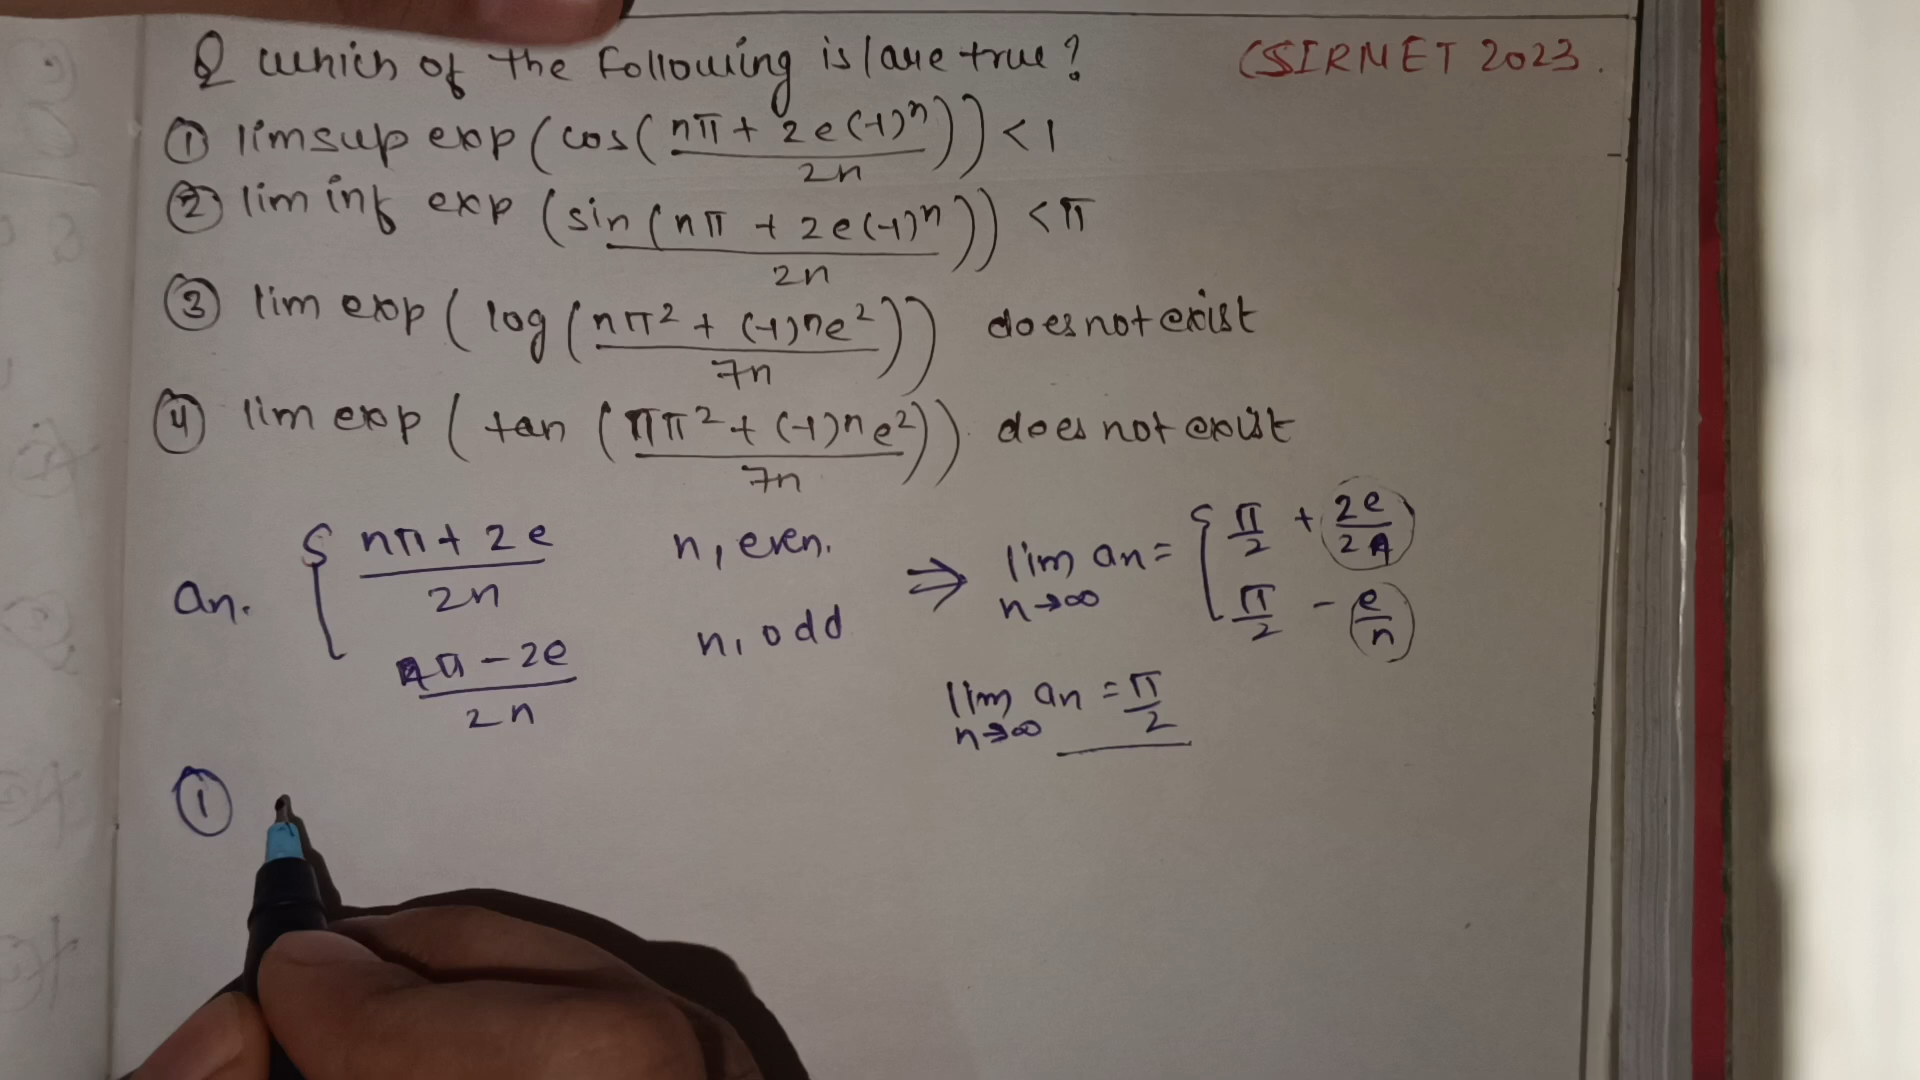 Q Which of the following is/are true? CSIRNET 2023.
① limsup exp(cos(nπ + 2e(-1)ⁿ / 2n)) < 1
② lim inf exp (sin (nπ + 2e(-1)ⁿ / 2n)) < π
③ lim exp ( log (nπ² + (-1)ⁿe² / 7n)) does not exist
④ lim exp ( tan (nπ² + (-1)ⁿe² / 7n)). does not exist
an. { nπ + 2e / 2n n, even. ⇒ lim n→∞ an = { π/2 + 2e/2n
nπ - 2e / 2n n, odd π/2 - e/n
lim n→∞ an = π/2
①